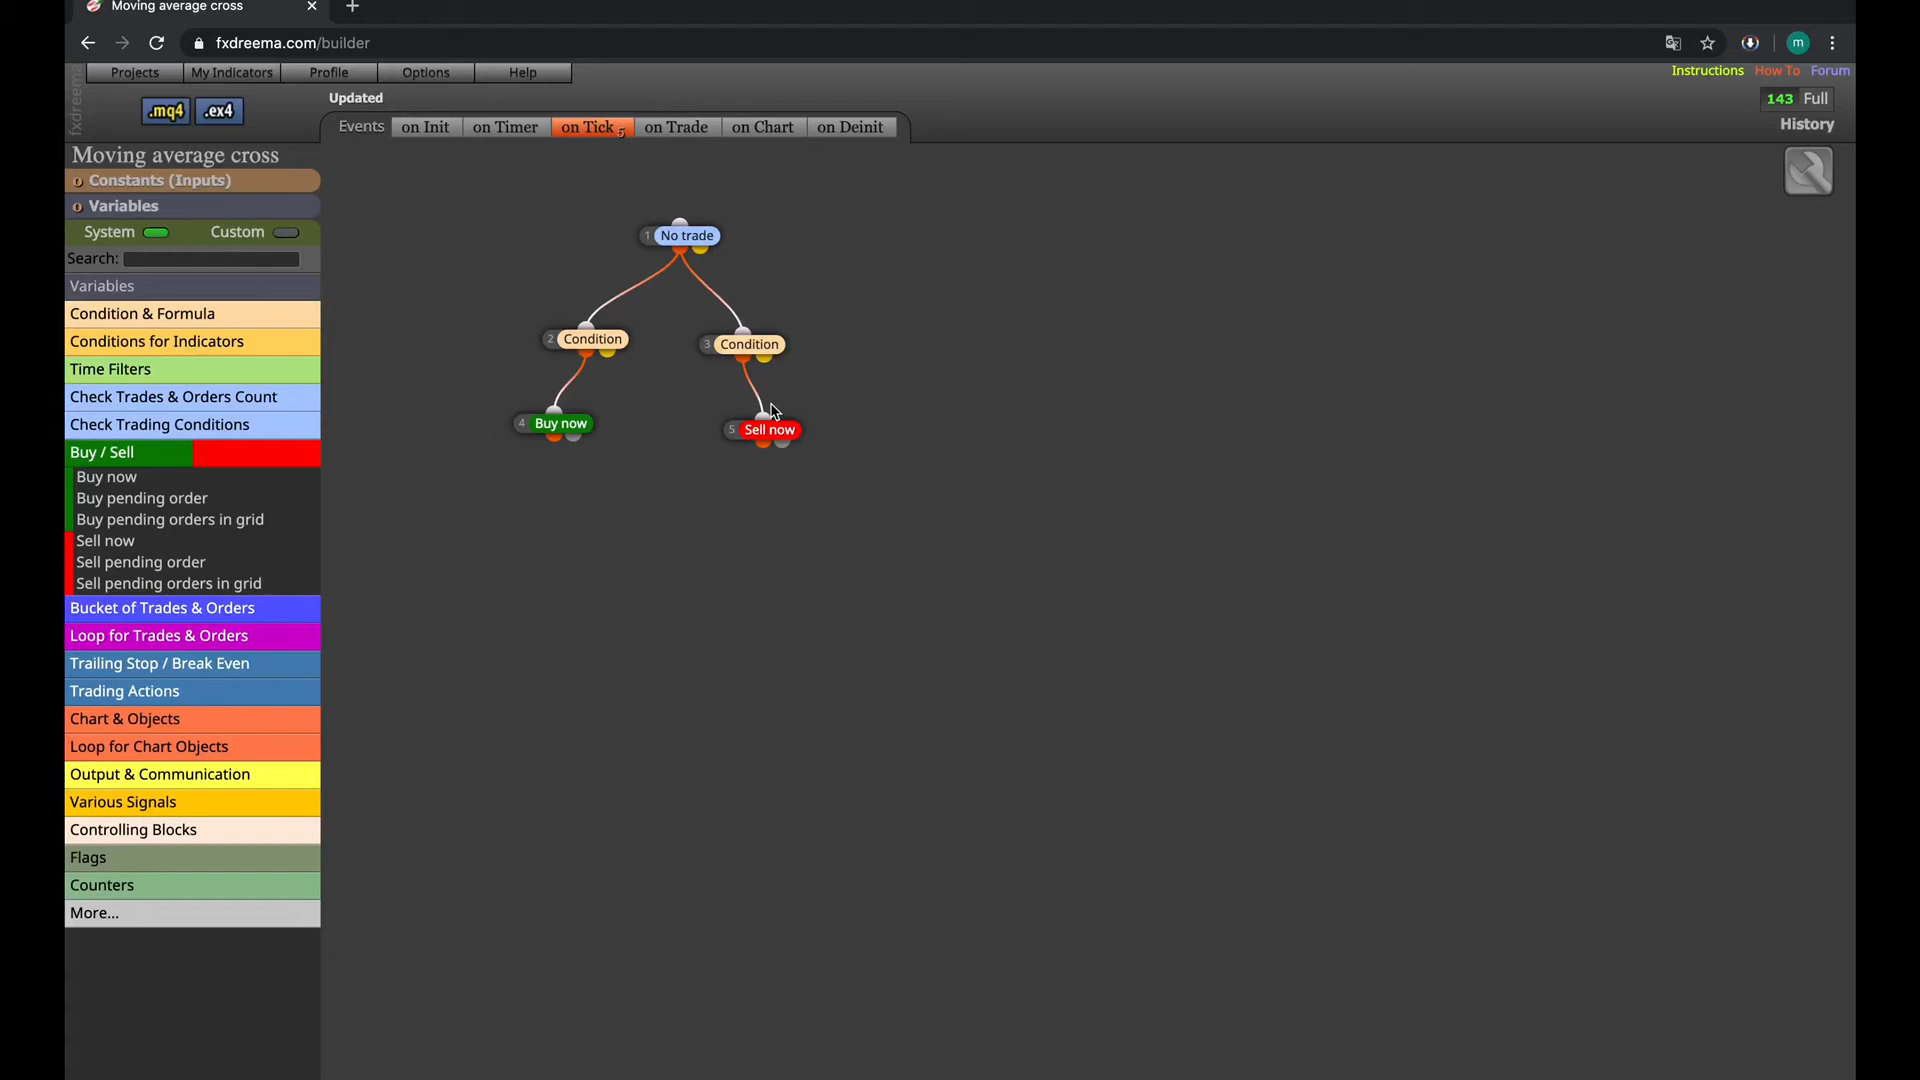 Moving average cross
fxdreema.com/builder
m
Projects
My Indicators
Profile
Options
Help
Instructions
How To
Forum
fxdreema
.mq4
.ex4
Updated
143 Full
Events
on Init
on Timer
on Tick 5
on Trade
on Chart
on Deinit
History
Moving average cross
0 Constants (Inputs)
0 Variables
System
Custom
Search:
Variables
Condition & Formula
Conditions for Indicators
Time Filters
Check Trades & Orders Count
Check Trading Conditions
Buy / Sell
Buy now
Buy pending order
Buy pending orders in grid
Sell now
Sell pending order
Sell pending orders in grid
Bucket of Trades & Orders
Loop for Trades & Orders
Trailing Stop / Break Even
Trading Actions
Chart & Objects
Loop for Chart Objects
Output & Communication
Various Signals
Controlling Blocks
Flags
Counters
More...
1 No trade
2 Condition
3 Condition
4 Buy now
5 Sell now